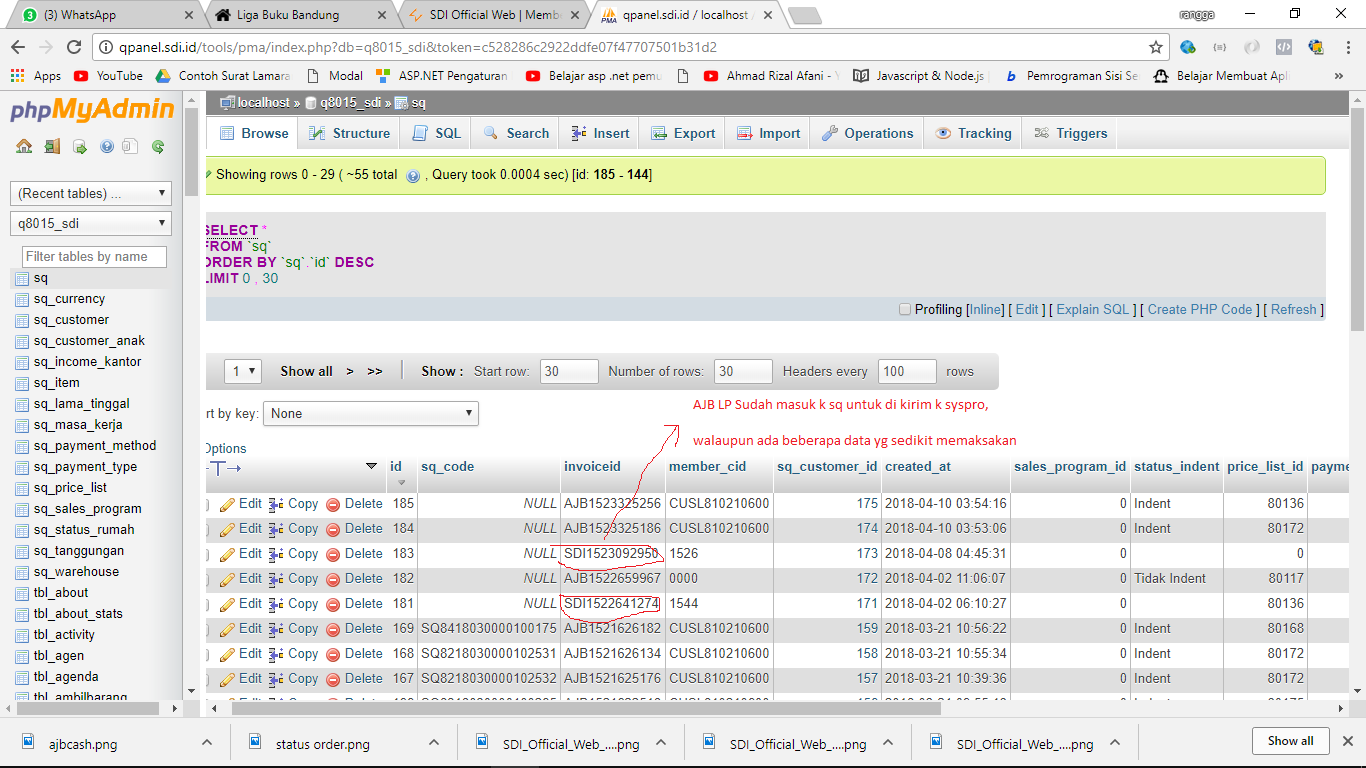 (3) WhatsApp
Liga Buku Bandung
SDI Official Web | Memb
qpanel.sdi.id / localhost /
rangga
qpanel.sdi.id/tools/pma/index.php?db=q8015_sdi&token=c528286c2922ddfe07f47707501b31d2
Apps YouTube Contoh Surat Lamara Modal ASP.NET Pengaturan Belajar asp .net pemu Ahmad Rizal Afani - Y Javascript & Node.js Pemrograman Sisi Se Belajar Membuat Apl »
phpMyAdmin
(Recent tables) ...
q8015_sdi
Filter tables by name
sq
sq_currency
sq_customer
sq_customer_anak
sq_income_kantor
sq_item
sq_lama_tinggal
sq_masa_kerja
sq_payment_method
sq_payment_type
sq_price_list
sq_sales_program
sq_status_rumah
sq_tanggungan
sq_warehouse
tbl_about
tbl_about_stats
tbl_activity
tbl_agen
tbl_agenda
tbl_ambilbarang
localhost » q8015_sdi » sq
Browse Structure SQL Search Insert Export Import Operations Tracking Triggers
Showing rows 0 - 29 ( ~55 total , Query took 0.0004 sec) [id: 185 - 144]
SELECT *
FROM `sq`
ORDER BY `sq`.`id` DESC
LIMIT 0 , 30
Profiling [Inline] [ Edit ] [ Explain SQL ] [ Create PHP Code ] [ Refresh ]
1 Show all > >> Show : Start row: 30 Number of rows: 30 Headers every 100 rows
rt by key: None
AJB LP Sudah masuk k sq untuk di kirim k syspro,
walaupun ada beberapa data yg sedikit memaksakan
Options
id sq_code invoiceid member_cid sq_customer_id created_at sales_program_id status_indent price_list_id payme
Edit Copy Delete 185 NULL AJB1523325256 CUSL810210600 175 2018-04-10 03:54:16 0 Indent 80136
Edit Copy Delete 184 NULL AJB1523325186 CUSL810210600 174 2018-04-10 03:53:06 0 Indent 80172
Edit Copy Delete 183 NULL SDI1523092950 1526 173 2018-04-08 04:45:31 0 0
Edit Copy Delete 182 NULL AJB1522659967 0000 172 2018-04-02 11:06:07 0 Tidak Indent 80117
Edit Copy Delete 181 NULL SDI1522641274 1544 171 2018-04-02 06:10:27 0 80136
Edit Copy Delete 169 SQ8418030000100175 AJB1521626182 CUSL810210600 159 2018-03-21 10:56:22 0 Indent 80168
Edit Copy Delete 168 SQ8218030000102531 AJB1521626134 CUSL810210600 158 2018-03-21 10:55:34 0 Indent 80172
Edit Copy Delete 167 SQ8218030000102532 AJB1521625176 CUSL810210600 157 2018-03-21 10:39:36 0 Indent 80172
ajbcash.png
status order.png
SDI_Official_Web_....png
SDI_Official_Web_....png
SDI_Official_Web_....png
Show all